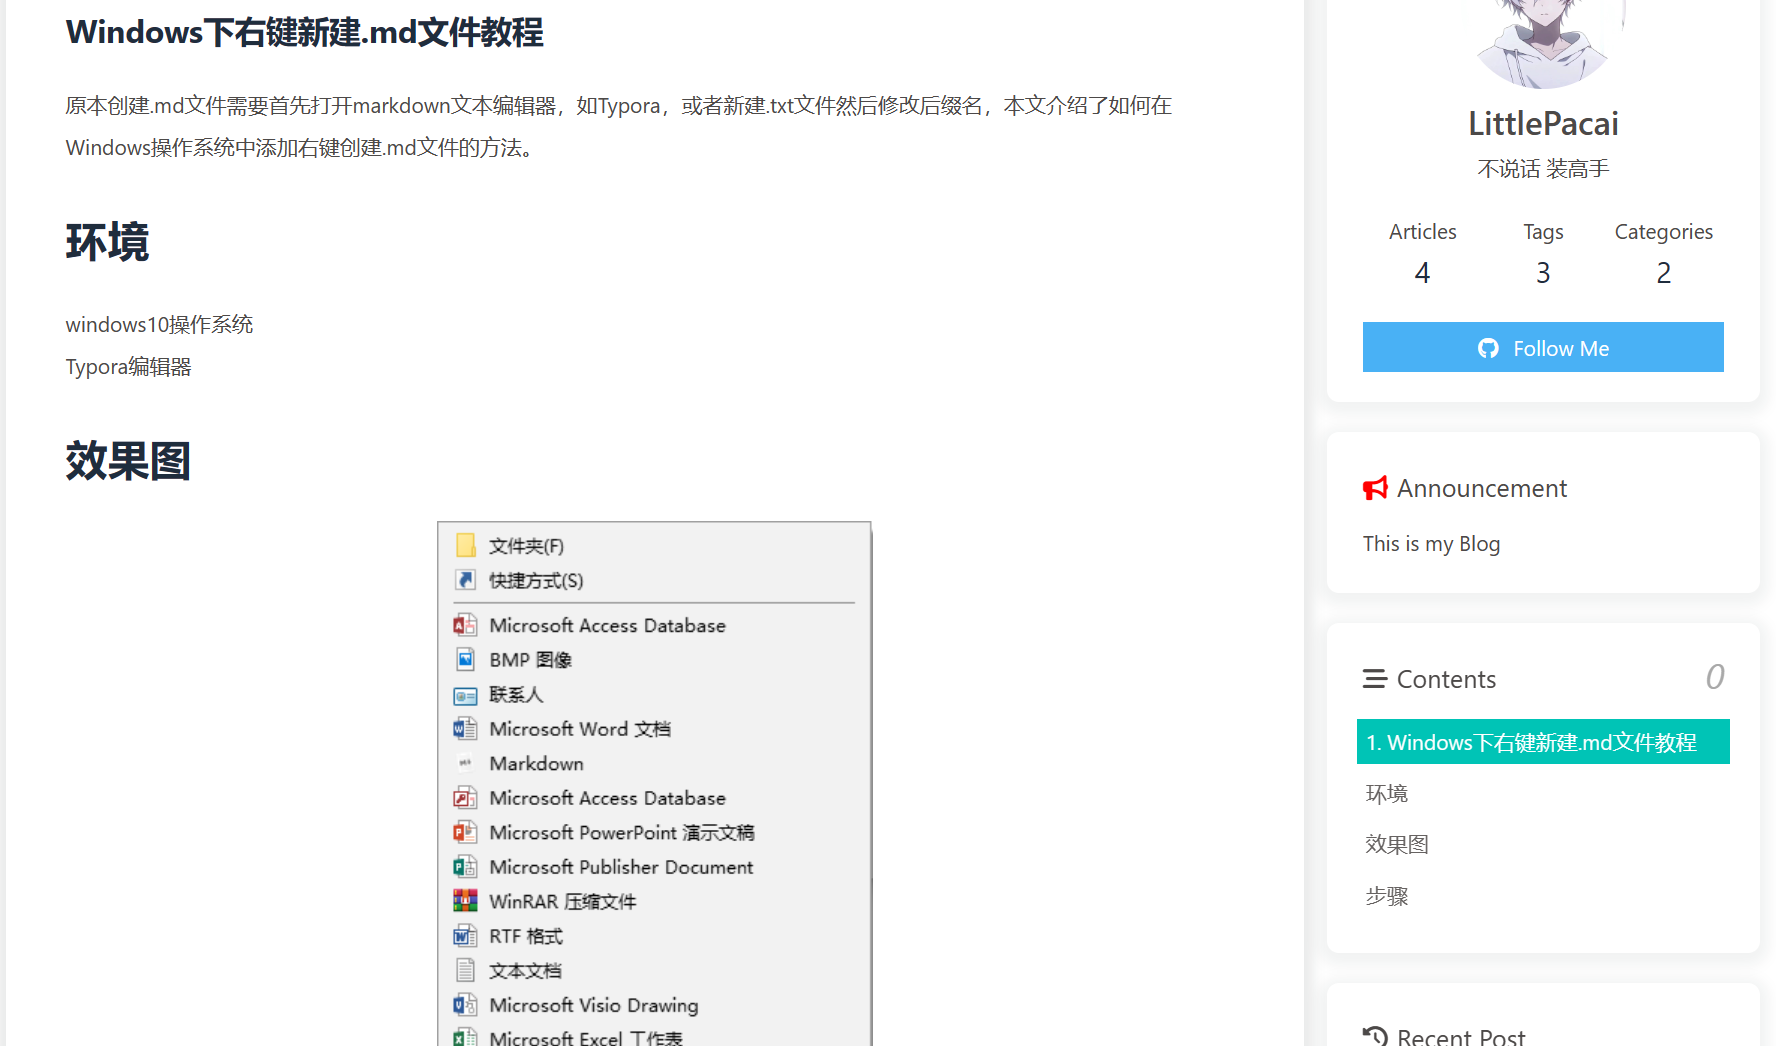 Windows下右键新建.md文件教程
原本创建.md文件需要首先打开markdown文本编辑器，如Typora，或者新建.txt文件然后修改后缀名，本文介绍了如何在
Windows操作系统中添加右键创建.md文件的方法。
环境
windows10操作系统
Typora编辑器
效果图
文件夹(F)
快捷方式(S)
Microsoft Access Database
BMP 图像
联系人
Microsoft Word 文档
Markdown
Microsoft Access Database
Microsoft PowerPoint 演示文稿
Microsoft Publisher Document
WinRAR 压缩文件
RTF 格式
文本文档
Microsoft Visio Drawing
Microsoft Excel 工作表
LittlePacai
不说话 装高手
Articles Tags Categories
4 3 2
Follow Me
Announcement
This is my Blog
Contents 0
1. Windows下右键新建.md文件教程
环境
效果图
步骤
Recent Post